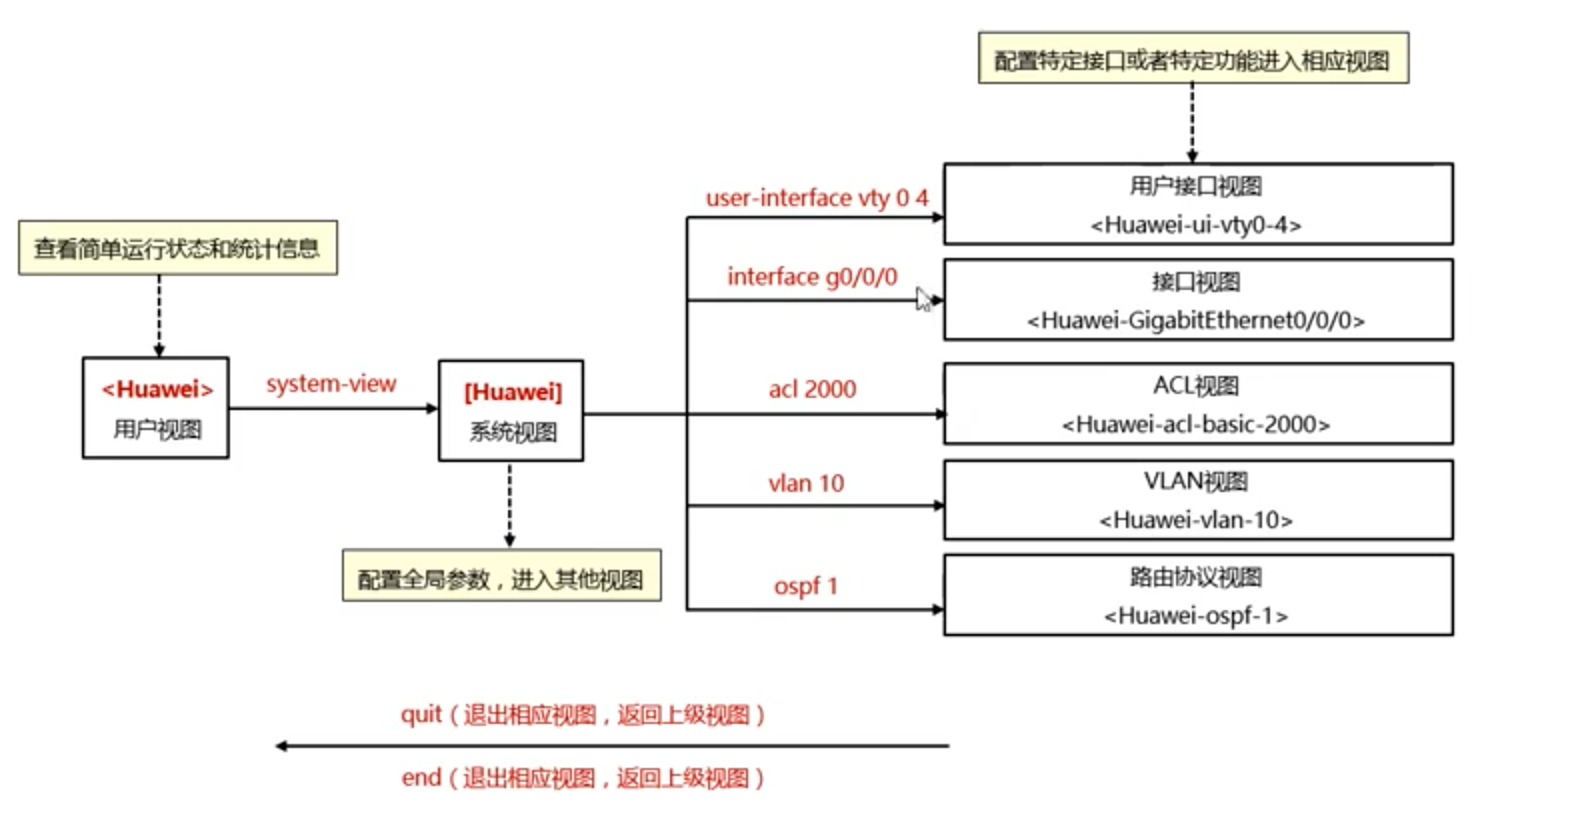 配置特定接口或者特定功能进入相应视图
查看简单运行状态和统计信息
<Huawei>
用户视图
system-view
[Huawei]
系统视图
配置全局参数，进入其他视图
user-interface vty 0 4
用户接口视图
<Huawei-ui-vty0-4>
interface g0/0/0
接口视图
<Huawei-GigabitEthernet0/0/0>
acl 2000
ACL视图
<Huawei-acl-basic-2000>
vlan 10
VLAN视图
<Huawei-vlan-10>
ospf 1
路由协议视图
<Huawei-ospf-1>
quit（退出相应视图，返回上级视图）
end（退出相应视图，返回上级视图）